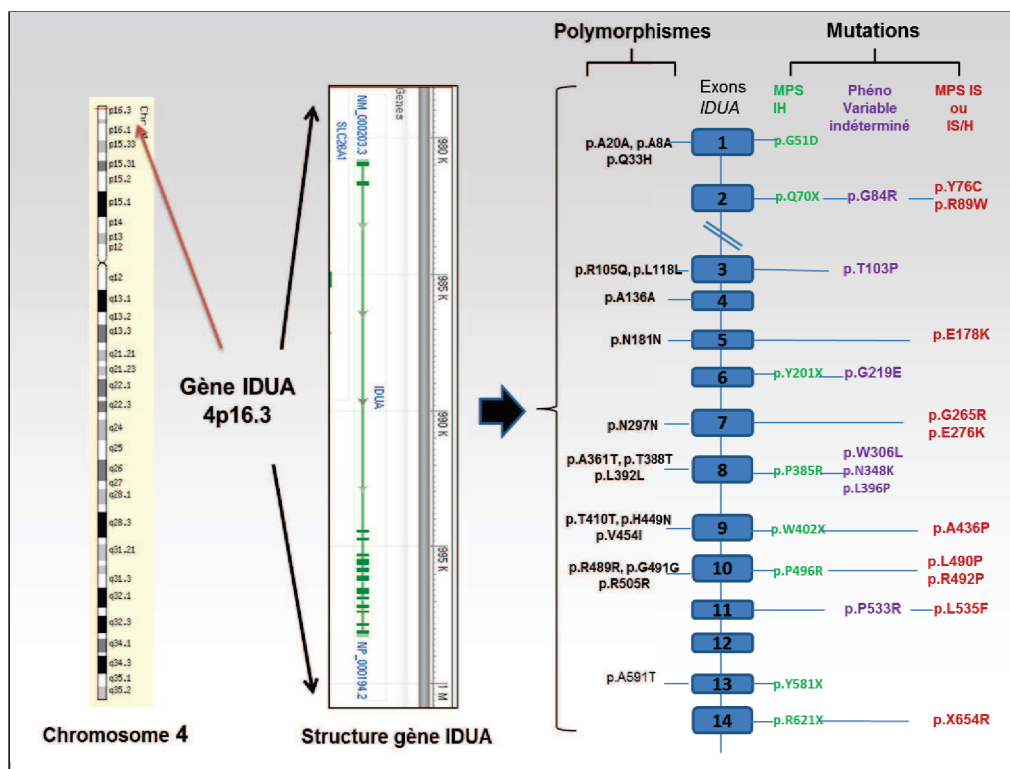 Polymorphismes
Mutations
Exons
IDUA
MPS
IH
Phéno
Variable
indéterminé
MPS IS
ou
IS/H
p.A20A, p.A8A
p.Q33H
1
p.G51D
2
p.Q70X
p.G84R
p.Y76C
p.R89W
p.R105Q, p.L118L
3
p.T103P
p.A136A
4
p.N181N
5
p.E178K
6
p.Y201X
p.G219E
p.N297N
7
p.G265R
p.E276K
p.A361T, p.T388T
p.L392L
8
p.P385R
p.W306L
p.N348K
p.L396P
p.T410T, p.H449N
p.V454I
9
p.W402X
p.A436P
p.R489R, p.G491G
p.R505R
10
p.P496R
p.L490P
p.R492P
11
p.P533R
p.L535F
12
p.A591T
13
p.Y581X
14
p.R621X
p.X654R
p16.3
p16.1
p15.33
p15.31
p15.2
p15.1
p14
p13
p12
q12
q13.1
q13.2
q13.3
q21.21
q21.23
q22.1
q22.3
q24
q25
q26
q27
q28.1
q28.3
q31.21
q31.3
q32.1
q32.3
q34.1
q34.3
q35.1
q35.2
Gène IDUA
4p16.3
Genes
NM_000203.3
SLC26A1
IDUA
NP_000194.2
980 K
985 K
990 K
995 K
1 M
Chromosome 4
Structure gène IDUA